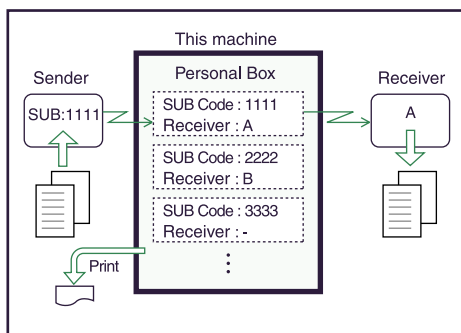 This machine
Sender
Personal Box
Receiver
SUB:1111
SUB Code : 1111
Receiver : A
A
SUB Code : 2222
Receiver : B
SUB Code : 3333
Receiver : -
Print